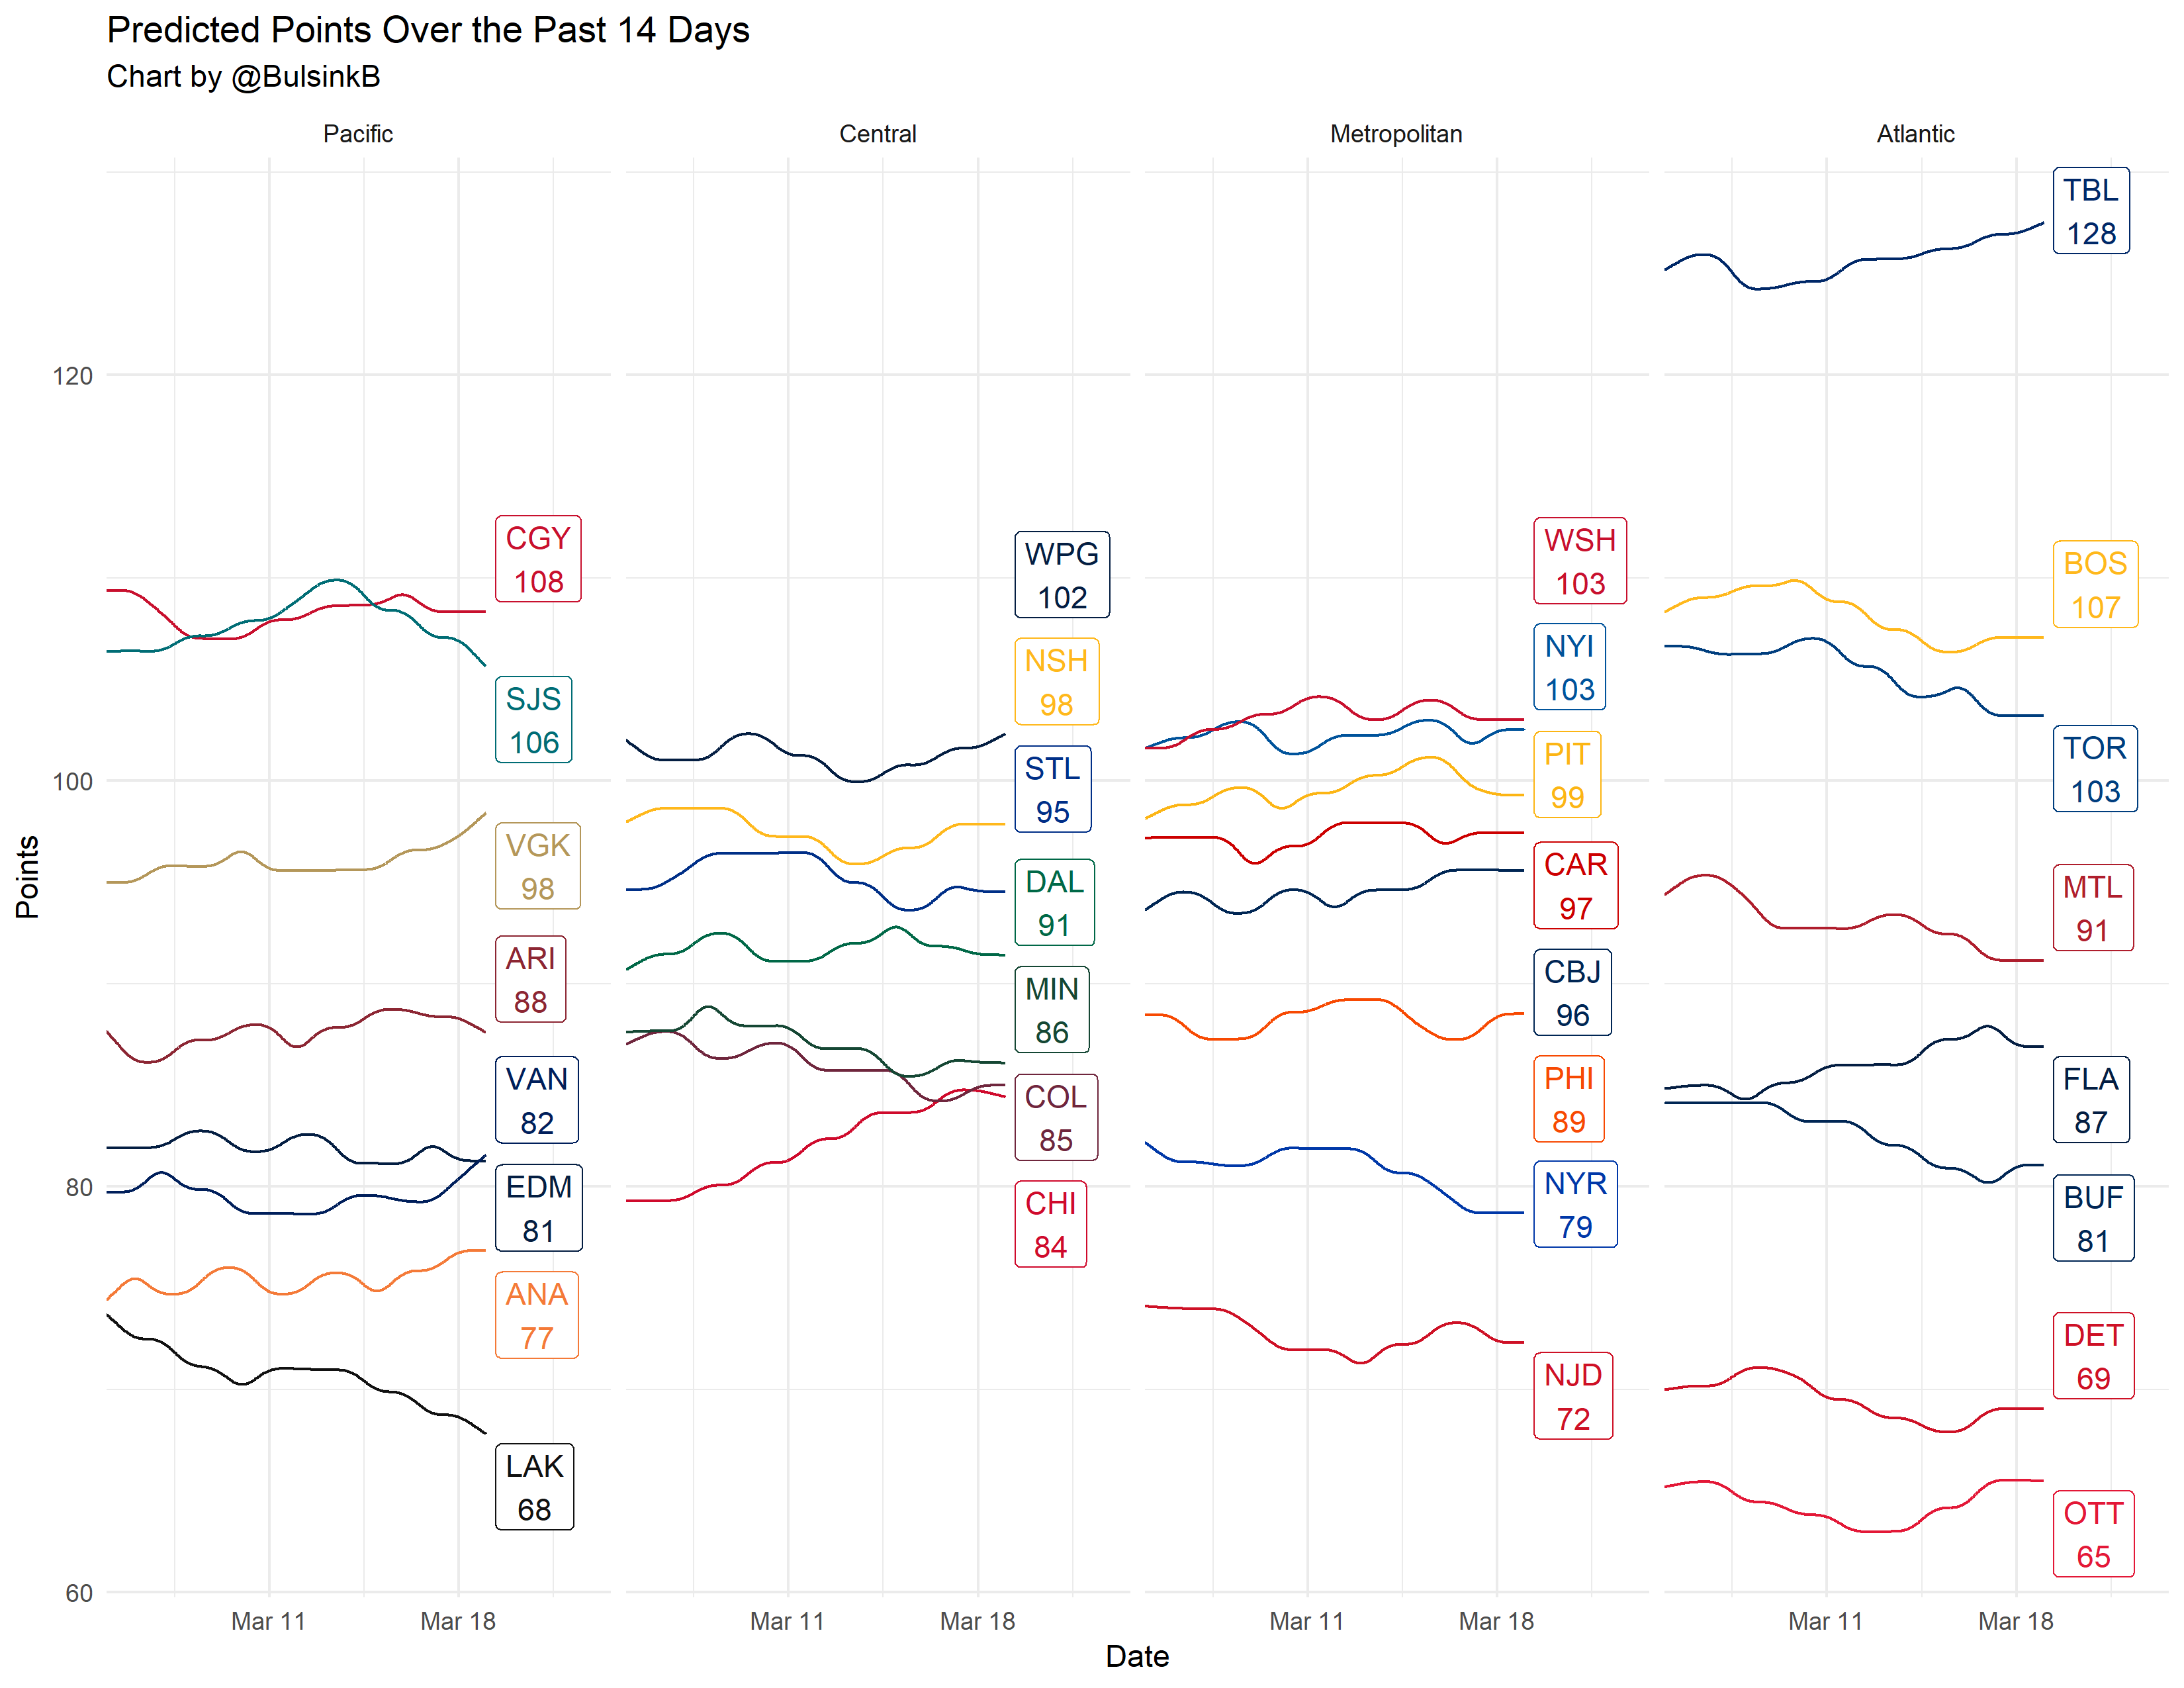 Predicted Points Over the Past 14 Days
Chart by @BulsinkB
Pacific
Central
Metropolitan
Atlantic
Points
120
100
80
60
CGY
108
SJS
106
VGK
98
ARI
88
VAN
82
EDM
81
ANA
77
LAK
68
WPG
102
NSH
98
STL
95
DAL
91
MIN
86
COL
85
CHI
84
WSH
103
NYI
103
PIT
99
CAR
97
CBJ
96
PHI
89
NYR
79
NJD
72
TBL
128
BOS
107
TOR
103
MTL
91
FLA
87
BUF
81
DET
69
OTT
65
Mar 11
Mar 18
Mar 11
Mar 18
Mar 11
Mar 18
Mar 11
Mar 18
Date